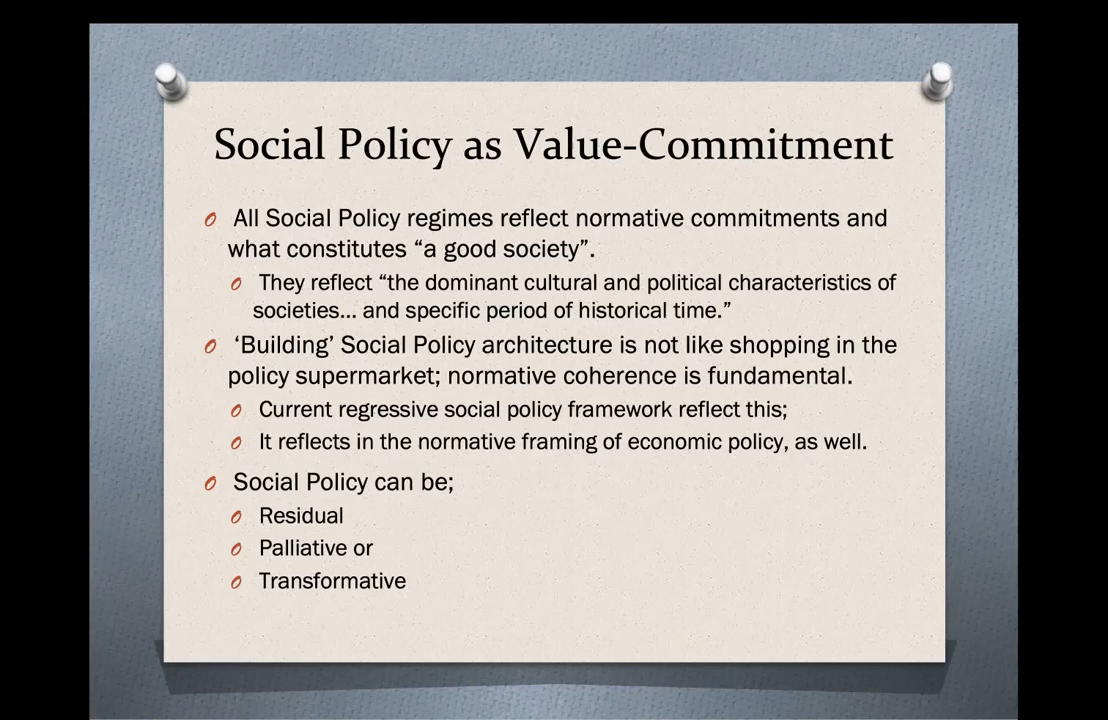 Social Policy as Value-Commitment
All Social Policy regimes reflect normative commitments and
what constitutes “a good society”.
They reflect “the dominant cultural and political characteristics of
societies… and specific period of historical time.”
‘Building’ Social Policy architecture is not like shopping in the
policy supermarket; normative coherence is fundamental.
Current regressive social policy framework reflect this;
It reflects in the normative framing of economic policy, as well.
Social Policy can be;
Residual
Palliative or
Transformative